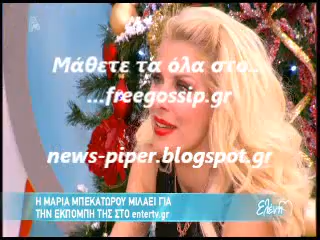 Μάθετε τα όλα στο..
...freegossip.gr
news-piper.blogspot.gr
Η ΜΑΡΙΑ ΜΠΕΚΑΤΩΡΟΥ ΜΙΛΑΕΙ ΓΙΑ
ΤΗΝ ΕΚΠΟΜΠΗ ΤΗΣ ΣΤΟ entertv.gr
Ελένη